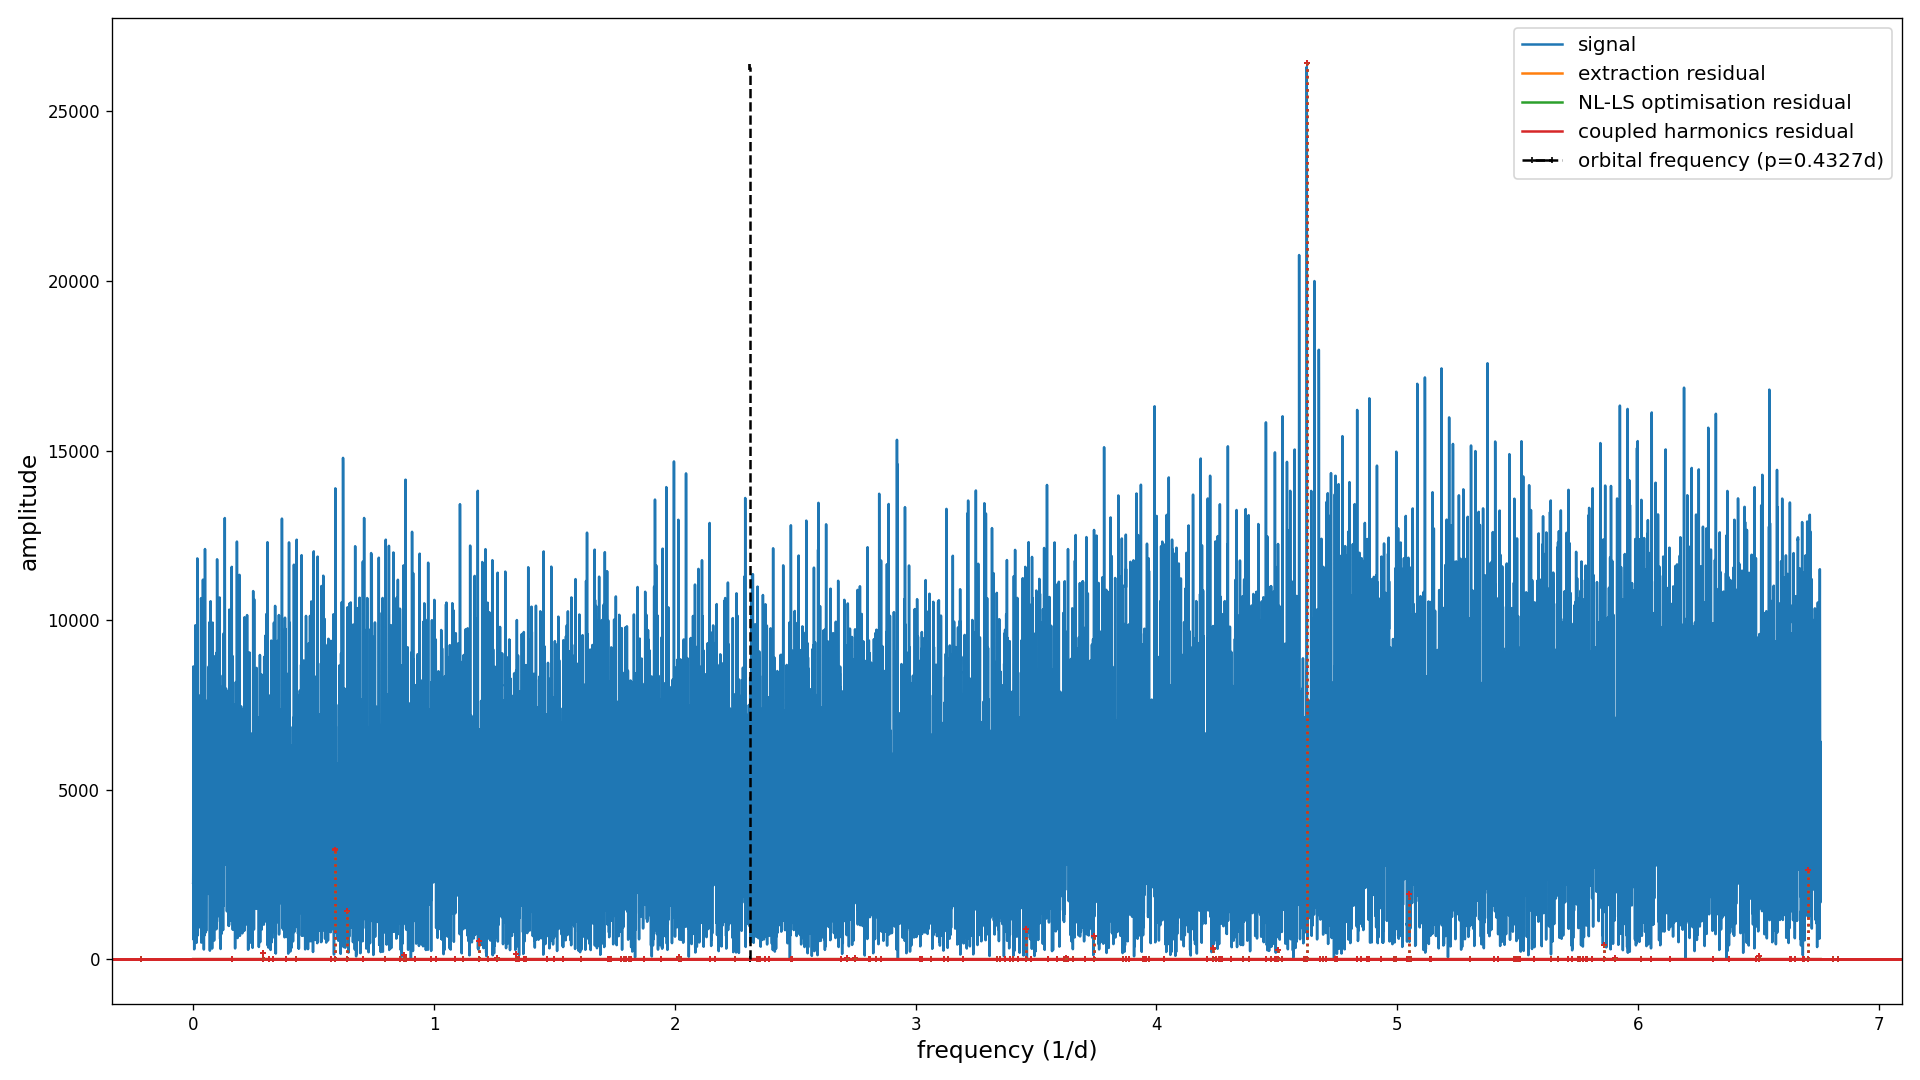 signal
extraction residual
NL-LS optimisation residual
coupled harmonics residual
orbital frequency (p=0.4327d)
amplitude
25000
20000
15000
10000
5000
0
0 1 2 3 4 5 6 7
frequency (1/d)